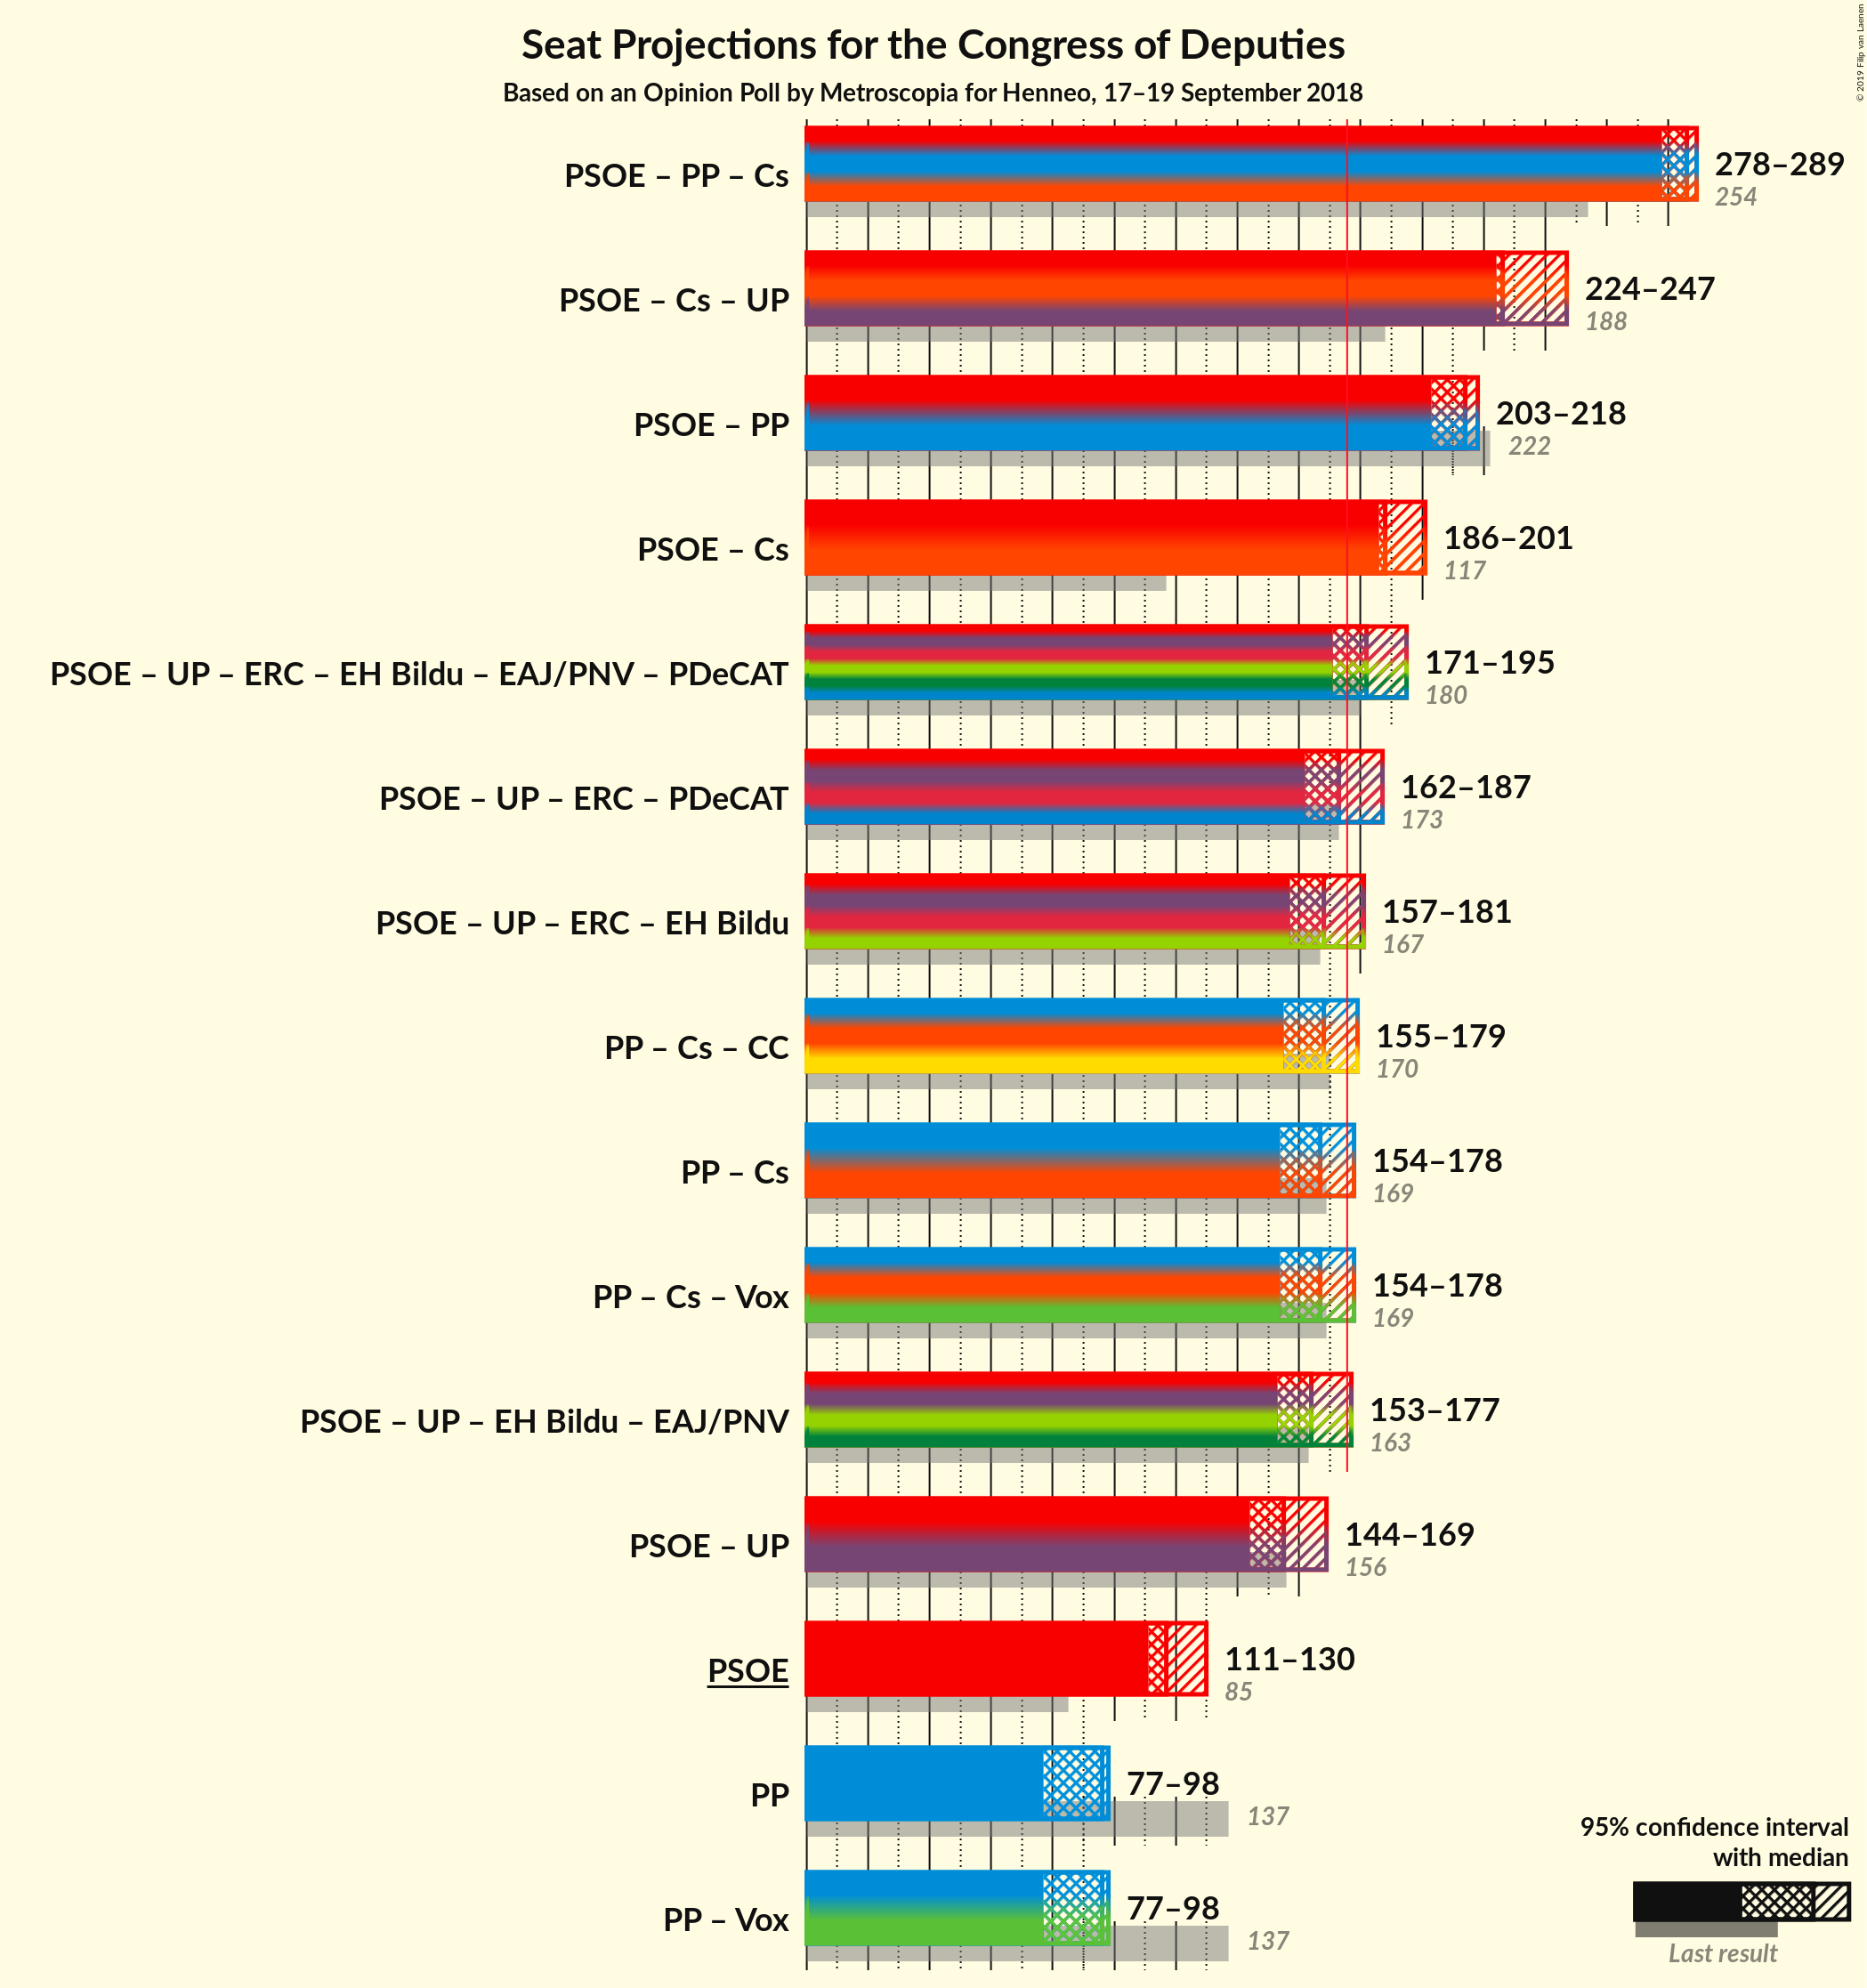 Seat Projections for the Congress of Deputies
Based on an Opinion Poll by Metroscopia for Henneo, 17–19 September 2018
© 2019 Filip van Laenen
PSOE – PP – Cs
278–289
254
PSOE – Cs – UP
224–247
188
PSOE – PP
203–218
222
PSOE – Cs
186–201
117
PSOE – UP – ERC – EH Bildu – EAJ/PNV – PDeCAT
171–195
180
PSOE – UP – ERC – PDeCAT
162–187
173
PSOE – UP – ERC – EH Bildu
157–181
167
PP – Cs – CC
155–179
170
PP – Cs
154–178
169
PP – Cs – Vox
154–178
169
PSOE – UP – EH Bildu – EAJ/PNV
153–177
163
PSOE – UP
144–169
156
PSOE
111–130
85
PP
77–98
137
PP – Vox
77–98
137
95% confidence interval
with median
Last result